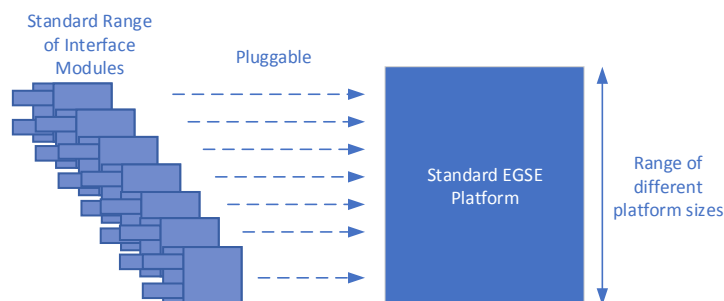 Standard Range
of Interface
Modules
Pluggable
Standard EGSE
Platform
Range of
different
platform sizes